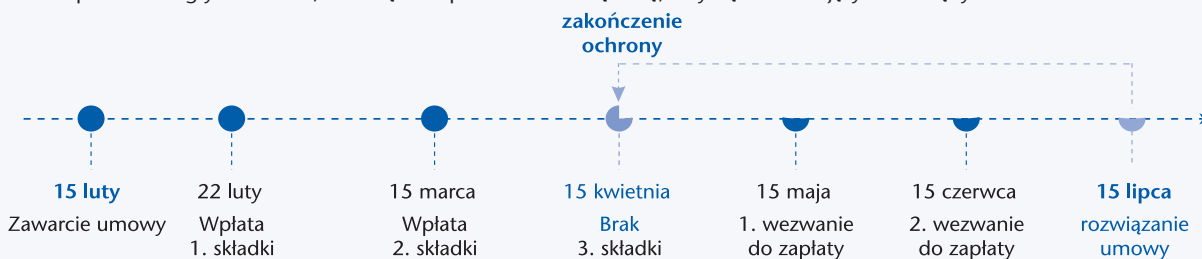 zakończenie
ochrony
15 luty
Zawarcie umowy
22 luty
Wpłata
1. składki
15 marca
Wpłata
2. składki
15 kwietnia
Brak
3. składki
15 maja
1. wezwanie
do zapłaty
15 czerwca
2. wezwanie
do zapłaty
15 lipca
rozwiązanie
umowy